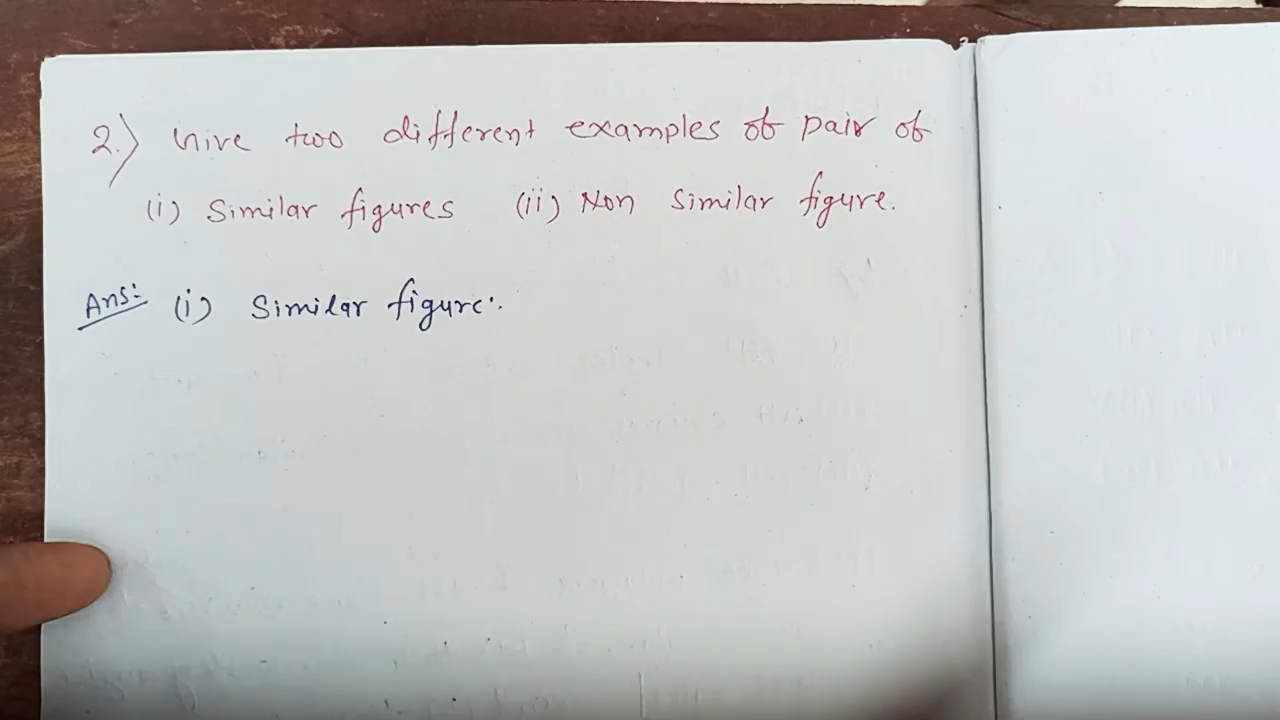 2.) Give two different examples of pair of
(i) Similar figures (ii) Non Similar figure.
Ans: (i) Similar figure:.